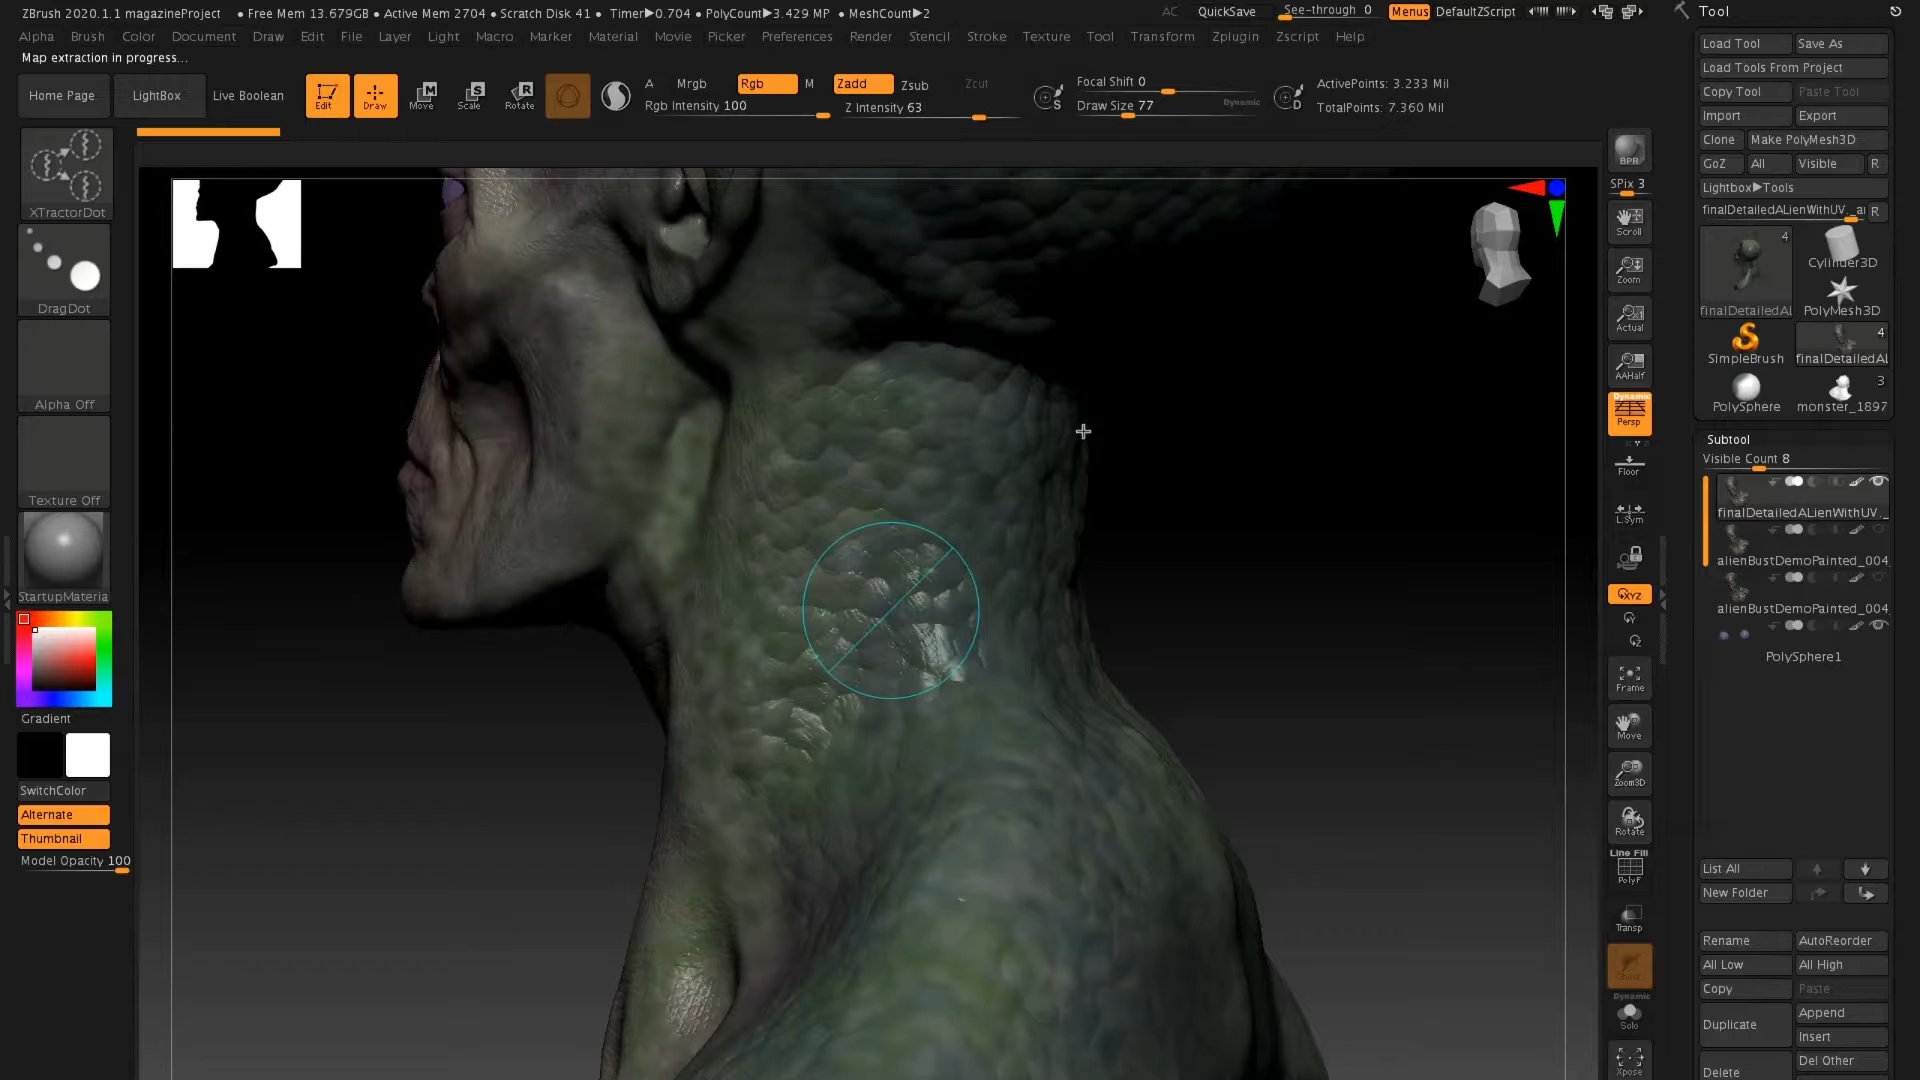 ZBrush 2020.1.1 magazineProject • Free Mem 13.679GB • Active Mem 2704 • Scratch Disk 41 • Timer▶0.704 • PolyCount▶3.429 MP • MeshCount▶2
AC QuickSave See-through 0 Menus DefaultZScript
Alpha Brush Color Document Draw Edit File Layer Light Macro Marker Material Movie Picker Preferences Render Stencil Stroke Texture Tool Transform Zplugin Zscript Help
Map extraction in progress...
Home Page LightBox Live Boolean
Edit Draw Move Scale Rotate
A Mrgb Rgb M Zadd Zsub Zcut
Rgb Intensity 100 Z Intensity 63
Focal Shift 0
Draw Size 77 Dynamic
S D
ActivePoints: 3.233 Mil
TotalPoints: 7.360 Mil
XTractorDot
DragDot
Alpha Off
Texture Off
StartupMateria
Gradient
SwitchColor
Alternate
Thumbnail
Model Opacity 100
BPR
SPix 3
Scroll
Zoom
Actual
AAHalf
Dynamic
Persp
Floor
L.Sym
XYZ
Frame
Move
Zoom3D
Rotate
Line Fill
PolyF
Transp
Dynamic
Solo
Xpose
Tool
Load Tool Save As
Load Tools From Project
Copy Tool Paste Tool
Import Export
Clone Make PolyMesh3D
GoZ All Visible R
Lightbox▶Tools
finalDetailedALienWithUV_ R
4
finalDetailedAL
Cylinder3D
PolyMesh3D
SimpleBrush
4
finalDetailedAL
PolySphere
3
monster_1897
Subtool
Visible Count 8
finalDetailedALienWithUV._
alienBustDemoPainted_004
alienBustDemoPainted_004
PolySphere1
List All
New Folder
Rename AutoReorder
All Low All High
Copy Paste
Duplicate Append
Insert
Delete Del Other